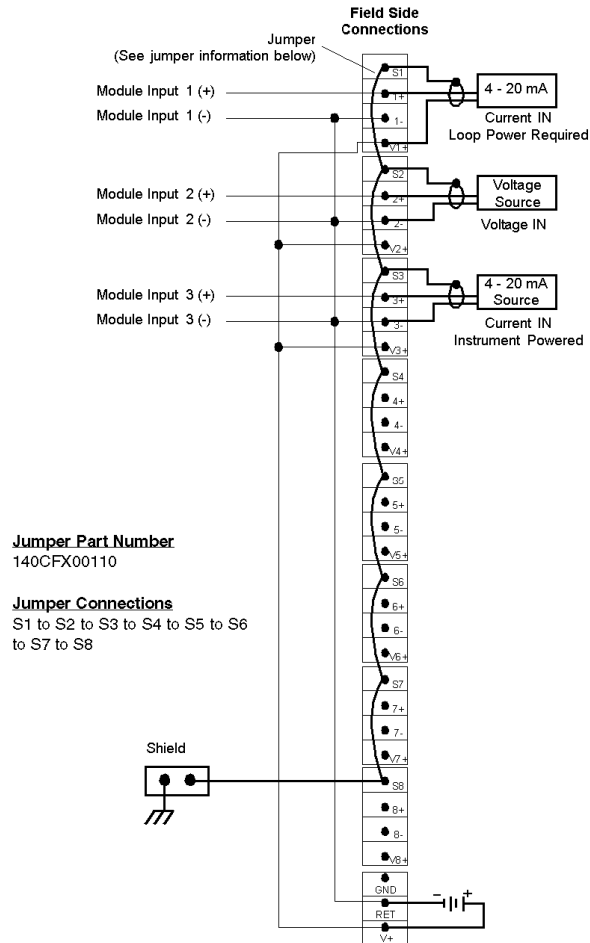 Field Side
Connections
Jumper
(See jumper information below)
S1
4 - 20 mA
Module Input 1 (+)
1+
Module Input 1 (-)
1-
Current IN
Loop Power Required
V1+
S2
Voltage
Source
Module Input 2 (+)
2+
Module Input 2 (-)
2-
Voltage IN
V2+
S3
4 - 20 mA
Source
Module Input 3 (+)
3+
Module Input 3 (-)
3-
Current IN
Instrument Powered
V3+
S4
4+
4-
V4+
S5
5+
5-
V5+
Jumper Part Number
140CFX00110
S6
Jumper Connections
6+
S1 to S2 to S3 to S4 to S5 to S6
to S7 to S8
6-
V6+
S7
7+
7-
Shield
V7+
S8
8+
8-
V8+
GND
- +
RET
V+